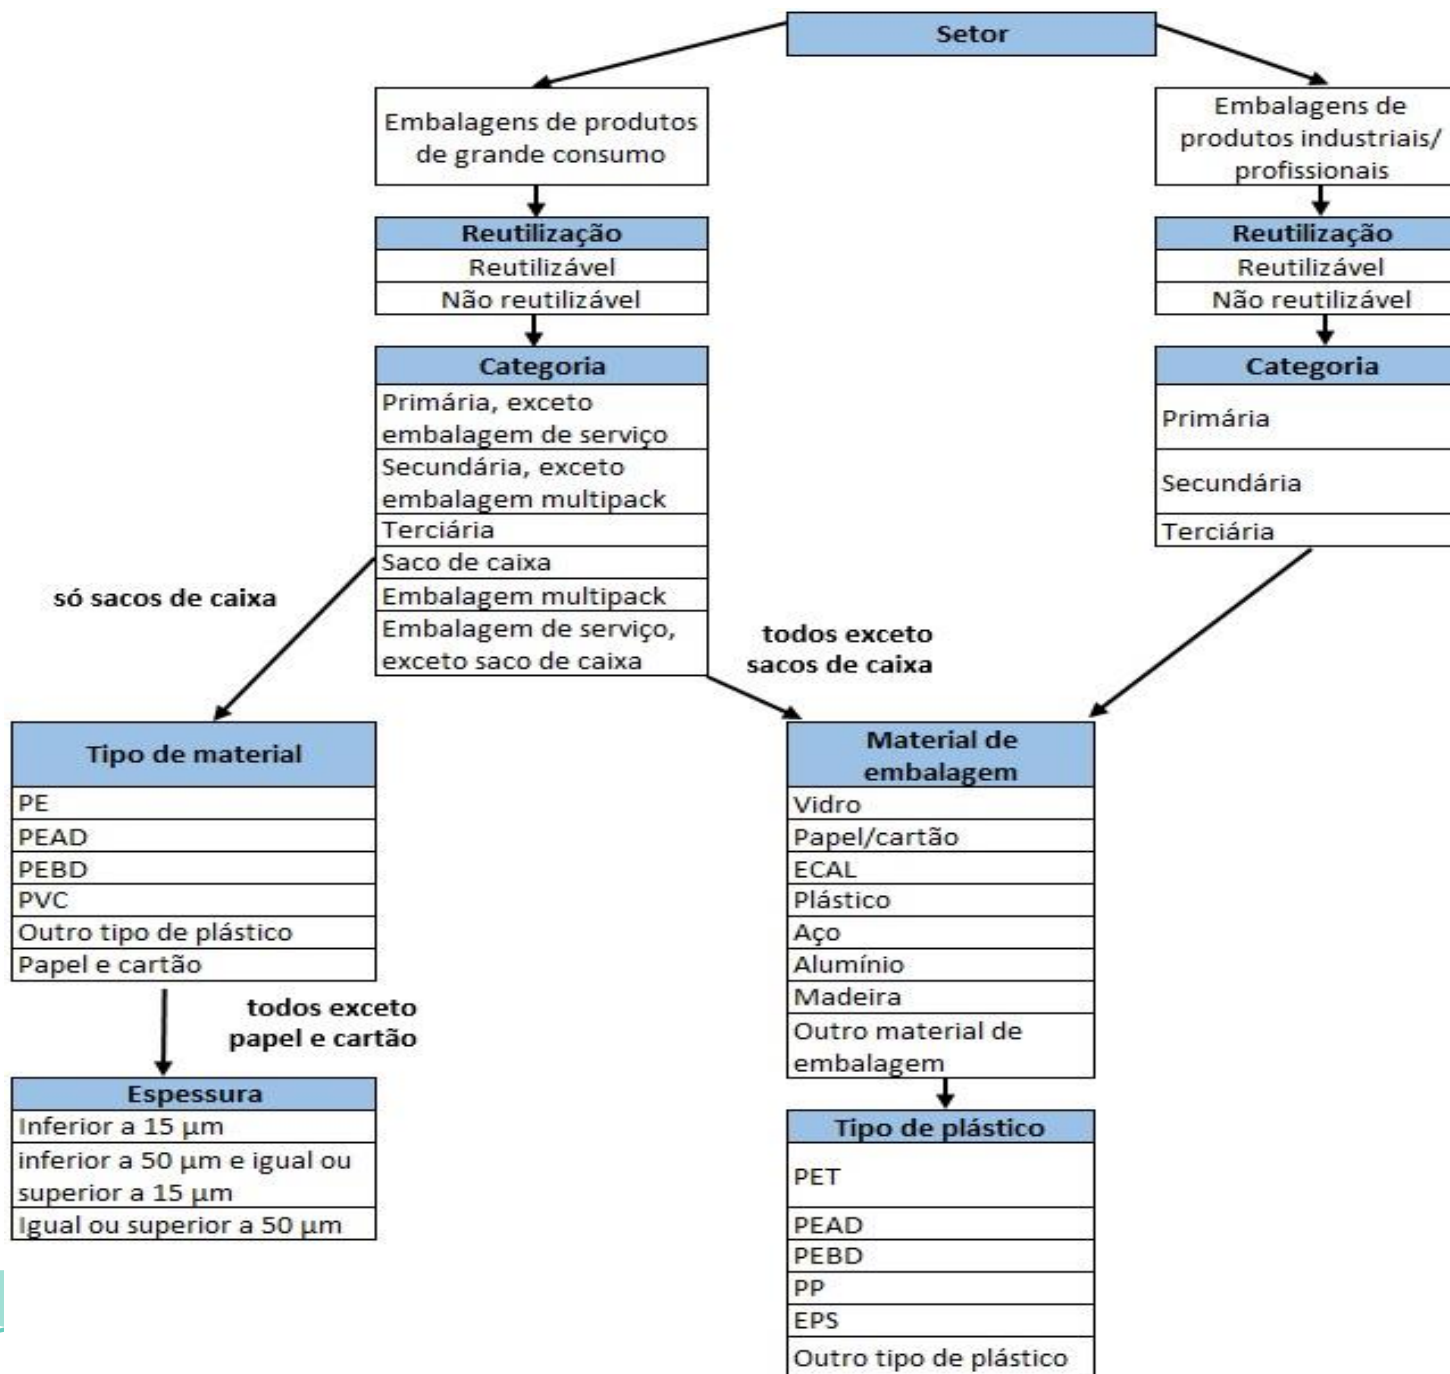 Setor
Embalagens de produtos
de grande consumo
Embalagens de
produtos industriais/
profissionais
Reutilização
Reutilizável
Não reutilizável
Reutilização
Reutilizável
Não reutilizável
Categoria
Primária, exceto
embalagem de serviço
Secundária, exceto
embalagem multipack
Terciária
Saco de caixa
Embalagem multipack
Embalagem de serviço,
exceto saco de caixa
Categoria
Primária
Secundária
Terciária
só sacos de caixa
todos exceto
sacos de caixa
Tipo de material
PE
PEAD
PEBD
PVC
Outro tipo de plástico
Papel e cartão
todos exceto
papel e cartão
Espessura
Inferior a 15 µm
inferior a 50 µm e igual ou
superior a 15 µm
Igual ou superior a 50 µm
Material de
embalagem
Vidro
Papel/cartão
ECAL
Plástico
Aço
Alumínio
Madeira
Outro material de
embalagem
Tipo de plástico
PET
PEAD
PEBD
PP
EPS
Outro tipo de plástico